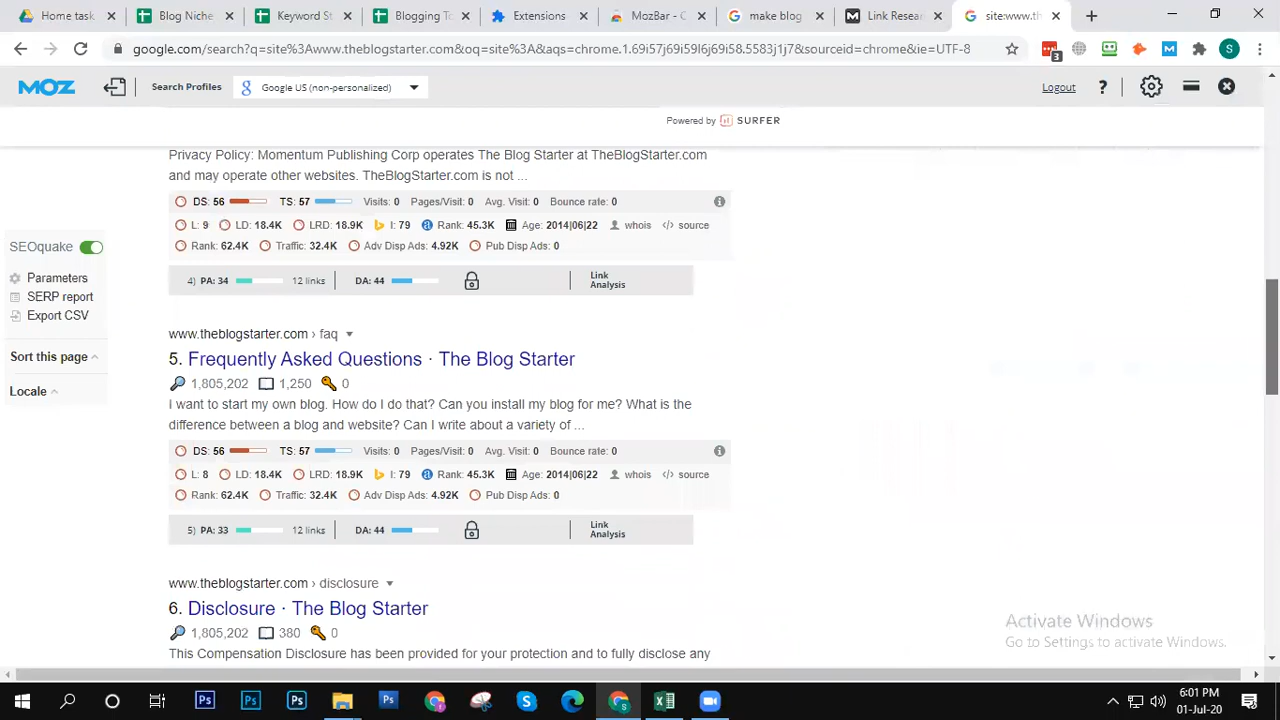 Home task
Blog Niche
Keyword St
Blogging To
Extensions
MozBar - C
make blog
Link Resea
site:www.th
google.com/search?q=site%3Awww.theblogstarter.com&oq=site%3A&aqs=chrome.1.69i57j69i59l6j69i58.5583j1j7&sourceid=chrome&ie=UTF-8
3
M
S
MOZ
Search Profiles
Google US (non-personalized)
Logout
?
Powered by SURFER
Privacy Policy: Momentum Publishing Corp operates The Blog Starter at TheBlogStarter.com
and may operate other websites. TheBlogStarter.com is not ...
DS: 56 TS: 57 Visits: 0 Pages/Visit: 0 Avg. Visit: 0 Bounce rate: 0
L: 9 LD: 18.4K LRD: 18.9K I: 79 Rank: 45.3K Age: 2014|06|22 whois </> source
Rank: 62.4K Traffic: 32.4K Adv Disp Ads: 4.92K Pub Disp Ads: 0
4) PA: 34 12 links DA: 44 Link
Analysis
SEOquake
Parameters
SERP report
Export CSV
Sort this page
Locale
www.theblogstarter.com › faq
5. Frequently Asked Questions · The Blog Starter
1,805,202 1,250 0
I want to start my own blog. How do I do that? Can you install my blog for me? What is the
difference between a blog and website? Can I write about a variety of ...
DS: 56 TS: 57 Visits: 0 Pages/Visit: 0 Avg. Visit: 0 Bounce rate: 0
L: 8 LD: 18.4K LRD: 18.9K I: 79 Rank: 45.3K Age: 2014|06|22 whois </> source
Rank: 62.4K Traffic: 32.4K Adv Disp Ads: 4.92K Pub Disp Ads: 0
5) PA: 33 12 links DA: 44 Link
Analysis
www.theblogstarter.com › disclosure
6. Disclosure · The Blog Starter
1,805,202 380 0
This Compensation Disclosure has been provided for your protection and to fully disclose any
Activate Windows
Go to Settings to activate Windows.
Ps
Ps
Ps
Ps
6:01 PM
01-Jul-20